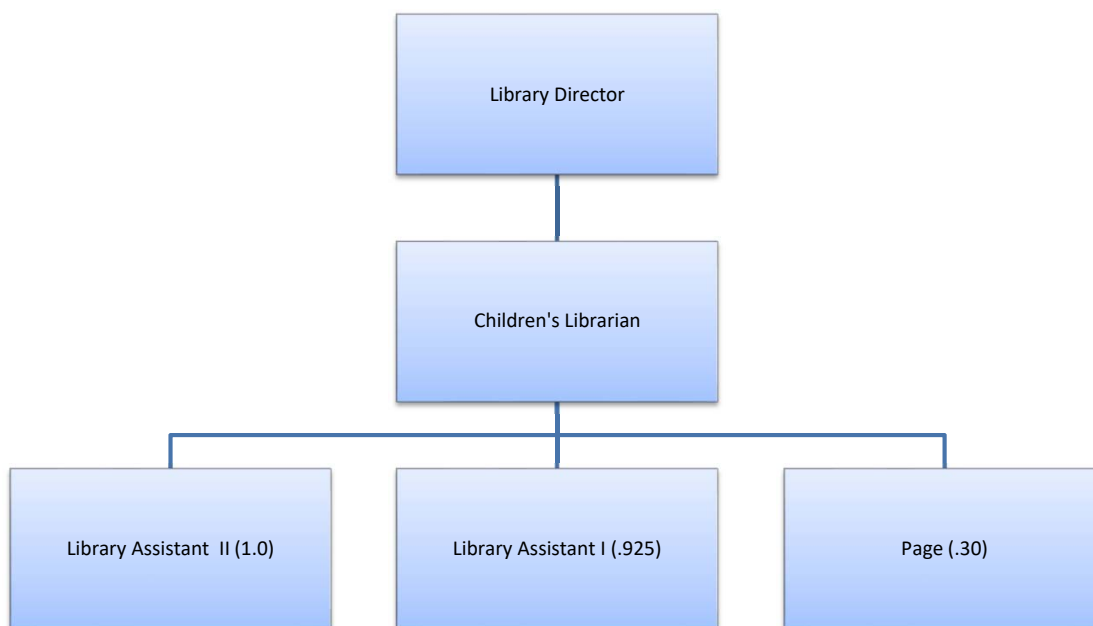 Library Director
Children's Librarian
Library Assistant  II (1.0)
Library Assistant I (.925)
Page (.30)